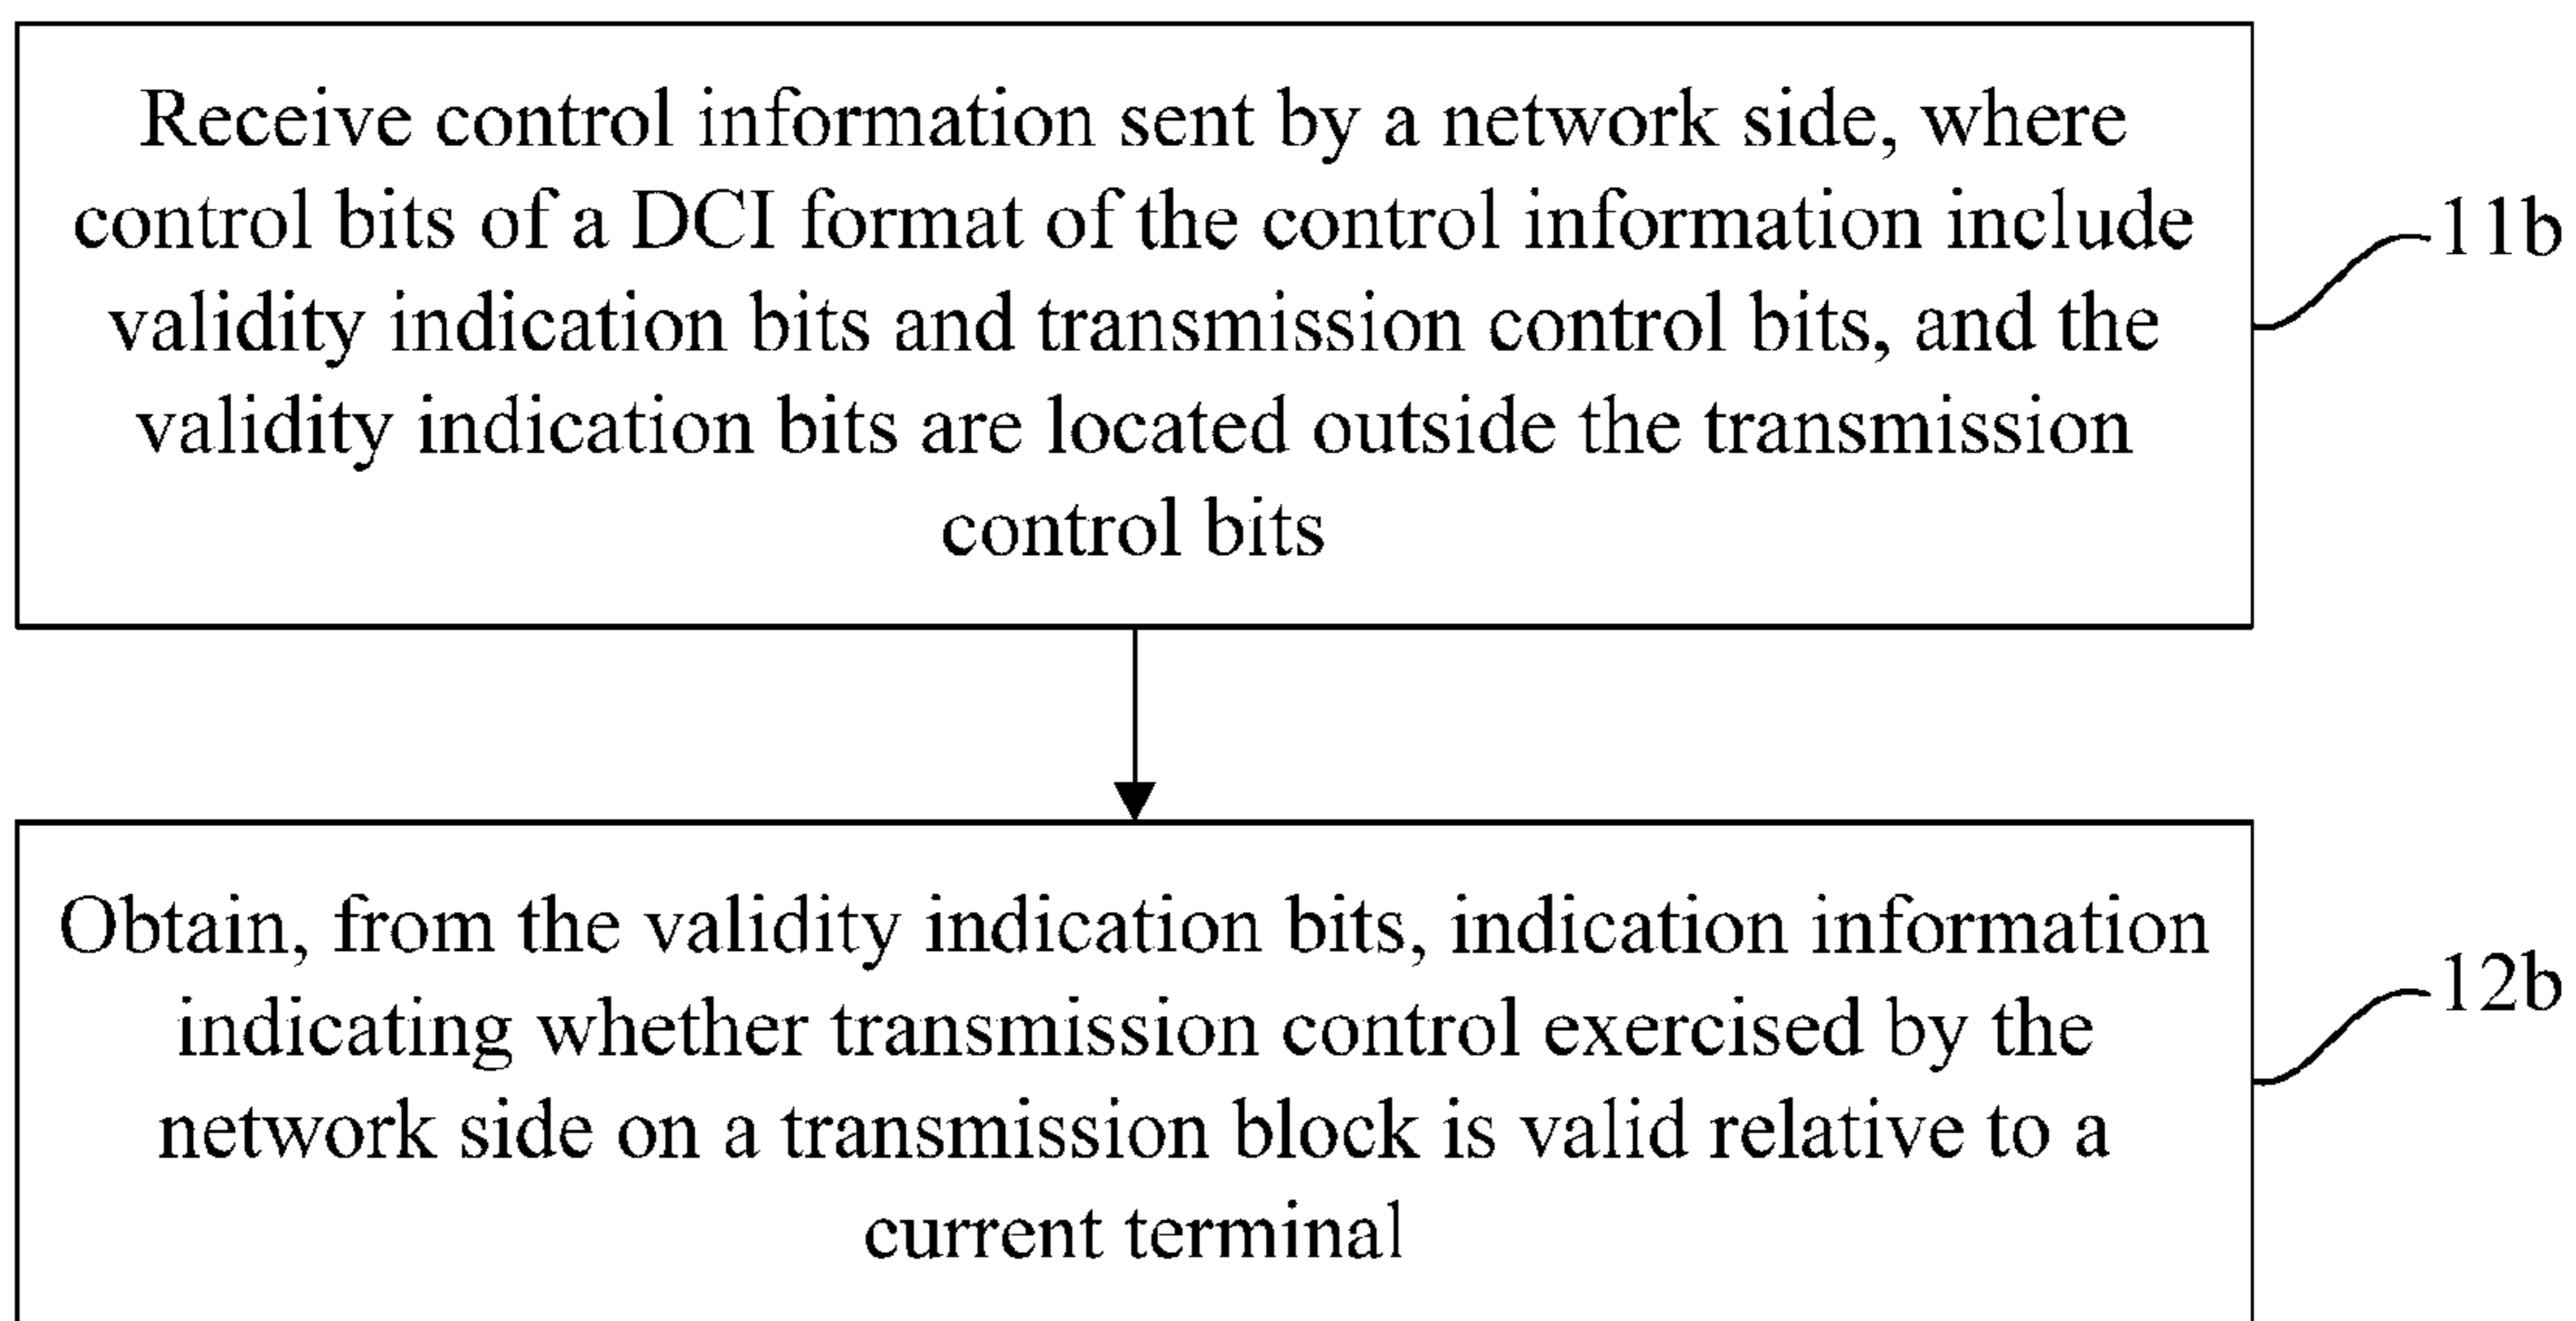 Receive control information sent by a network side, where
control bits of a DCI format of the control information include
validity indication bits and transmission control bits, and the
validity indication bits are located outside the transmission
control bits
11b
Obtain, from the validity indication bits, indication information
indicating whether transmission control exercised by the
network side on a transmission block is valid relative to a
current terminal
12b